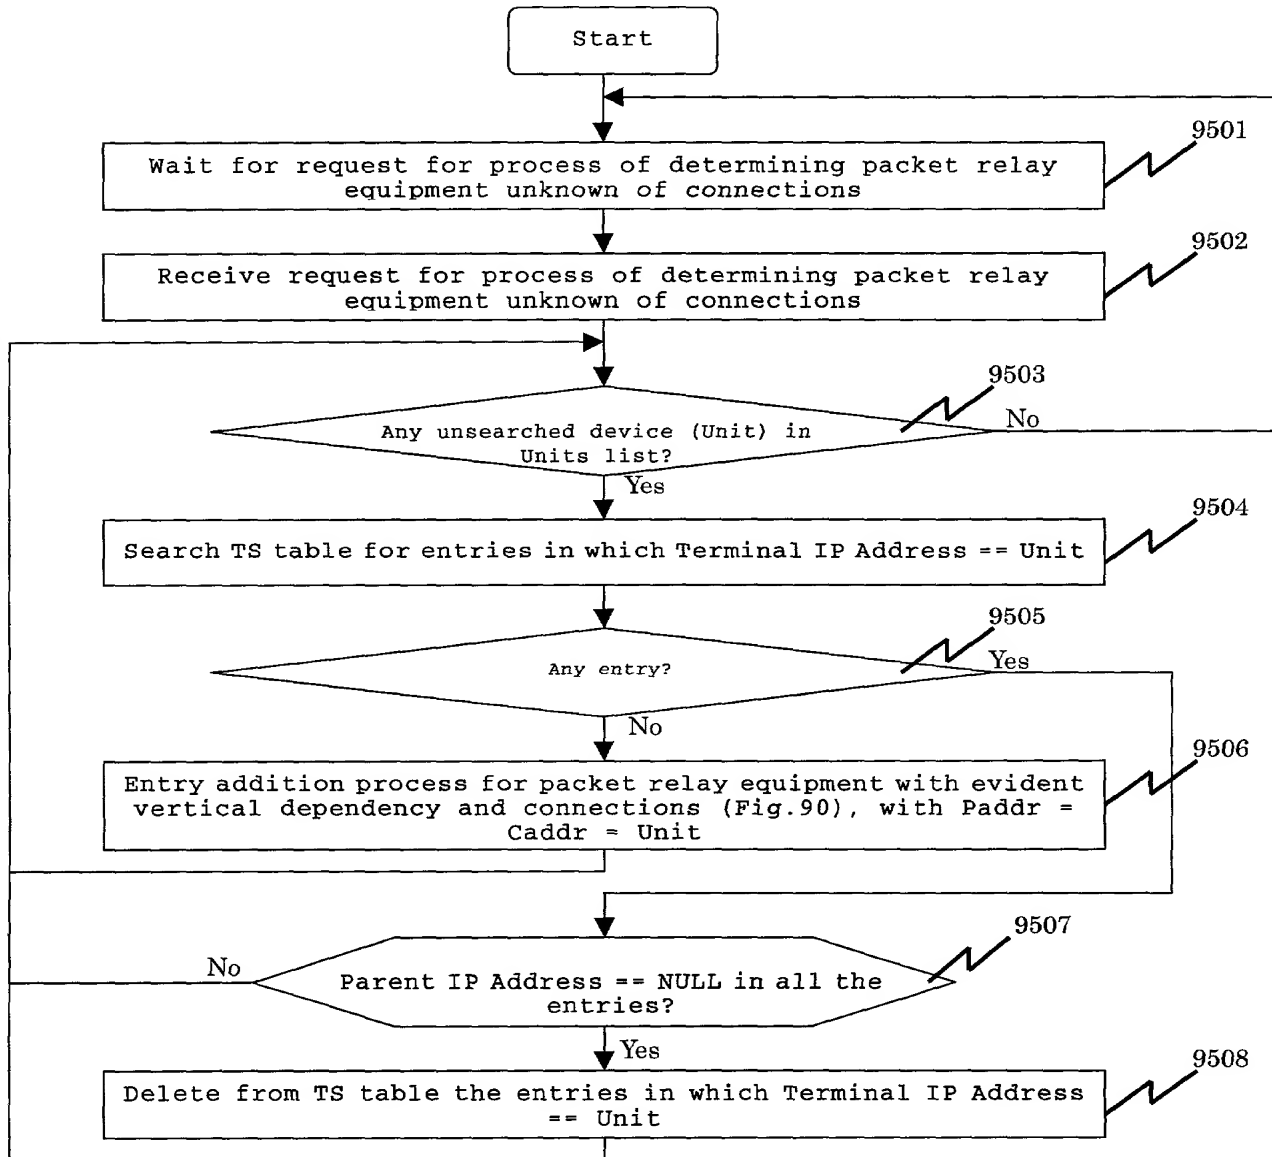 Start
9501
Wait for request for process of determining packet relay
equipment unknown of connections
9502
Receive request for process of determining packet relay
equipment unknown of connections
9503
Any unsearched device (Unit) in
Units list?
No
Yes
9504
Search TS table for entries in which Terminal IP Address == Unit
9505
Any entry?
Yes
No
9506
Entry addition process for packet relay equipment with evident
vertical dependency and connections (Fig.90), with Paddr =
Caddr = Unit
9507
No
Parent IP Address == NULL in all the
entries?
Yes
9508
Delete from TS table the entries in which Terminal IP Address
== Unit